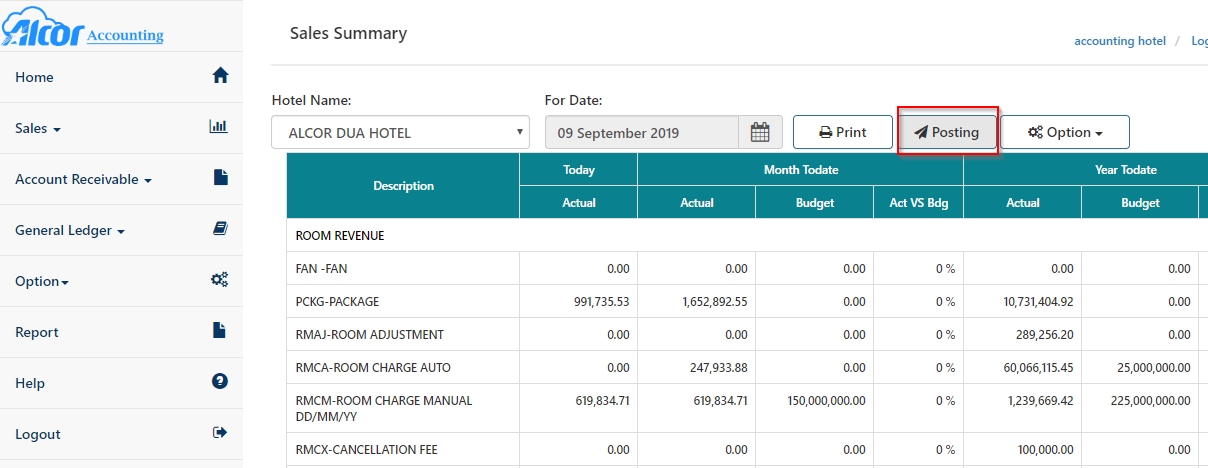 Alcor Accounting
Sales Summary
accounting hotel /
Home
Hotel Name:
For Date:
Sales
ALCOR DUA HOTEL
09 September 2019
Print
Posting
Option
Description
Today
Month Todate
Year Todate
Account Receivable
Actual
Actual
Budget
Act VS Bdg
Actual
Budget
General Ledger
ROOM REVENUE
FAN -FAN 0.00 0.00 0.00 0 % 0.00 0.00
Option
PCKG-PACKAGE 991,735.53 1,652,892.55 0.00 0 % 10,731,404.92 0.00
Report
RMAJ-ROOM ADJUSTMENT 0.00 0.00 0.00 0 % 289,256.20 0.00
RMCA-ROOM CHARGE AUTO 0.00 247,933.88 0.00 0 % 60,066,115.45 25,000,000.00
Help
RMCM-ROOM CHARGE MANUAL 619,834.71 619,834.71 150,000,000.00 0 % 1,239,669.42 225,000,000.00
DD/MM/YY
Logout
RMCX-CANCELLATION FEE 0.00 0.00 0.00 0 % 100,000.00 0.00